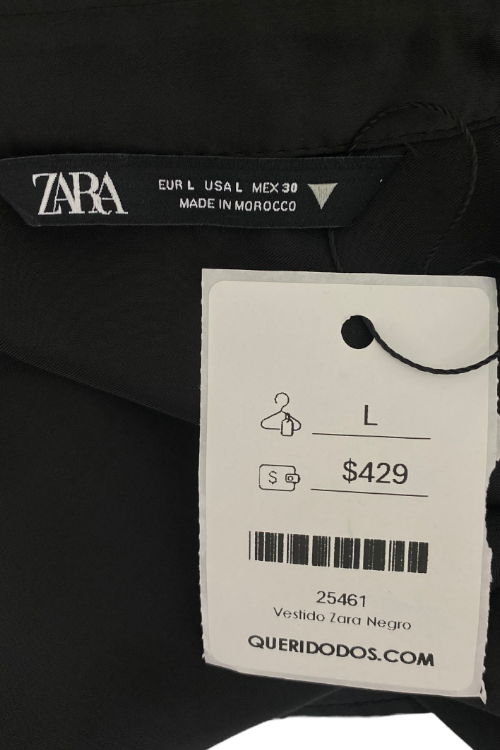 ZARA
EUR L USA L MEX 30
MADE IN MOROCCO
L
$
$429
25461
Vestido Zara Negro
QUERIDODOS.COM